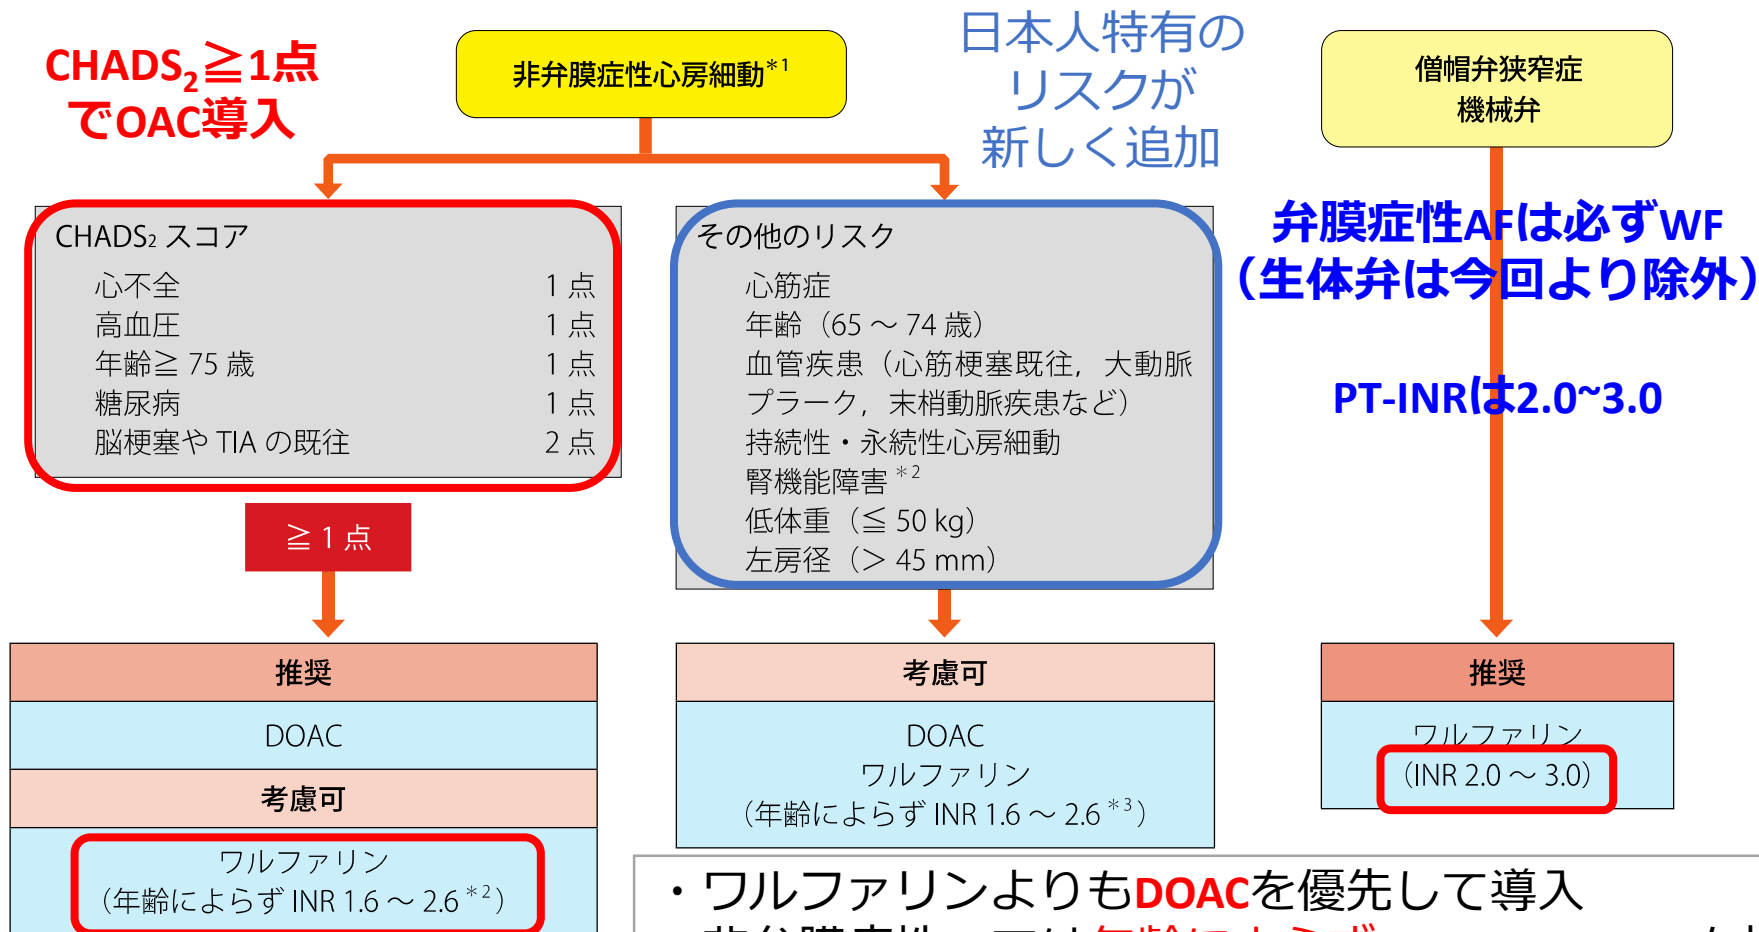 CHADS₂≧1点
でOAC導入
非弁膜症性心房細動*1
日本人特有の
リスクが
新しく追加
僧帽弁狭窄症
機械弁
CHADS₂ スコア
心不全 1 点
高血圧 1 点
年齢≧ 75 歳 1 点
糖尿病 1 点
脳梗塞や TIA の既往 2 点
≧ 1 点
その他のリスク
心筋症
年齢（65 〜 74 歳）
血管疾患（心筋梗塞既往，大動脈
プラーク，末梢動脈疾患など）
持続性・永続性心房細動
腎機能障害 *2
低体重（≦ 50 kg）
左房径（＞ 45 mm）
弁膜症性AFは必ずWF
（生体弁は今回より除外）
PT-INRは2.0~3.0
推奨
DOAC
考慮可
ワルファリン
（年齢によらず INR 1.6 〜 2.6 *2）
考慮可
DOAC
ワルファリン
（年齢によらず INR 1.6 〜 2.6 *3）
推奨
ワルファリン
（INR 2.0 〜 3.0）
・ワルファリンよりもDOACを優先して導入
年齢によらず